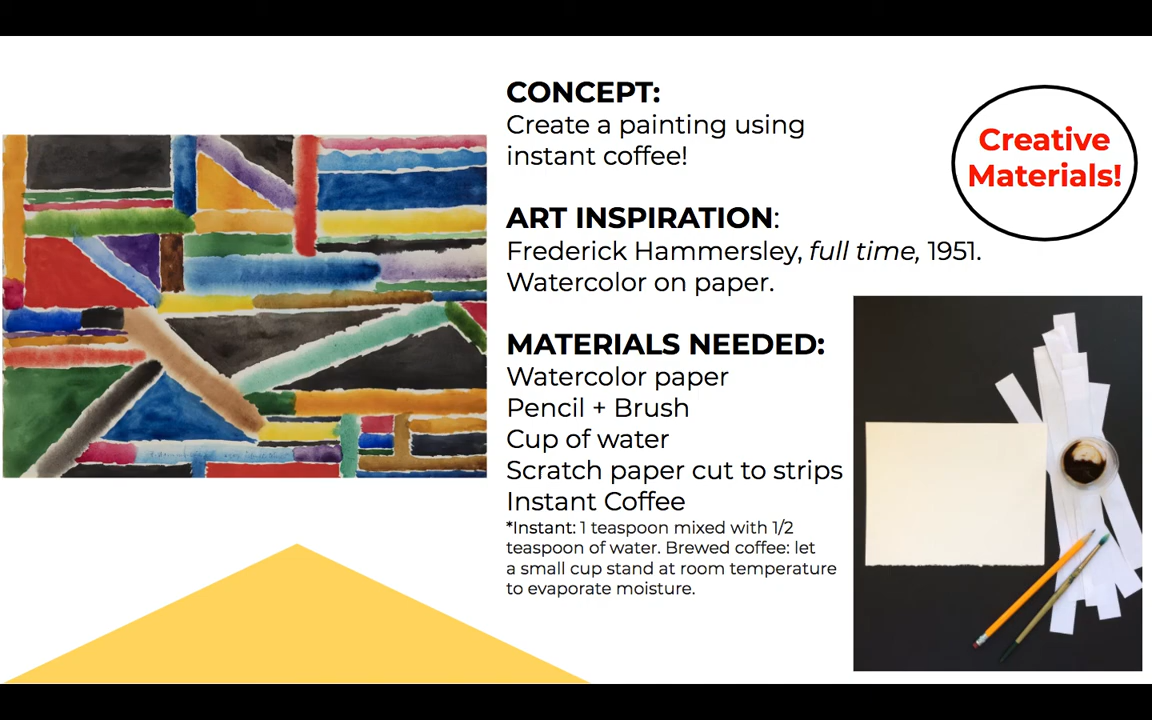 CONCEPT:
Create a painting using
instant coffee!
ART INSPIRATION:
Frederick Hammersley, full time, 1951.
Watercolor on paper.
MATERIALS NEEDED:
Watercolor paper
Pencil + Brush
Cup of water
Scratch paper cut to strips
Instant Coffee
*Instant: 1 teaspoon mixed with 1/2
teaspoon of water. Brewed coffee: let
a small cup stand at room temperature
to evaporate moisture.
Creative
Materials!